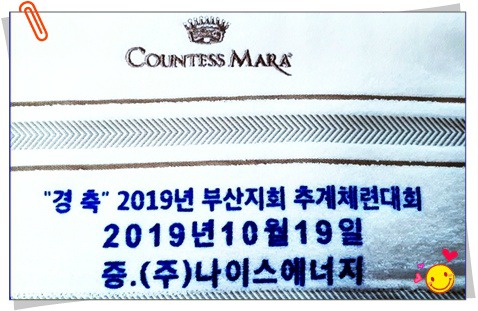 COUNTESS MARA
"경 축" 2019년 부산지회 추계체련대회
2019년10월19일
증.(주)나이스에너지